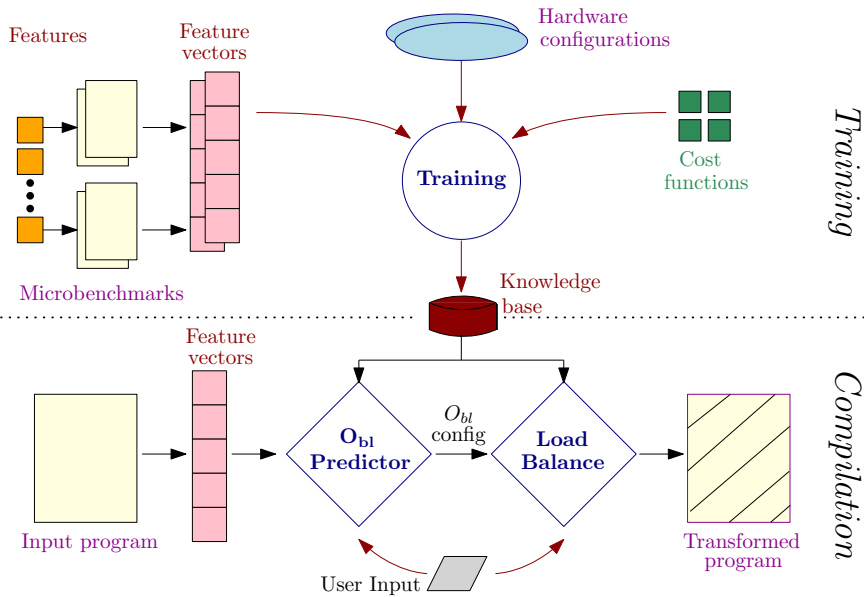 Features
Feature
vectors
Hardware
configurations
Training
Cost
functions
Microbenchmarks
Knowledge
base
Training
Feature
vectors
O_bl
Predictor
O_bl
config
Load
Balance
Input program
User Input
Transformed
program
Compilation